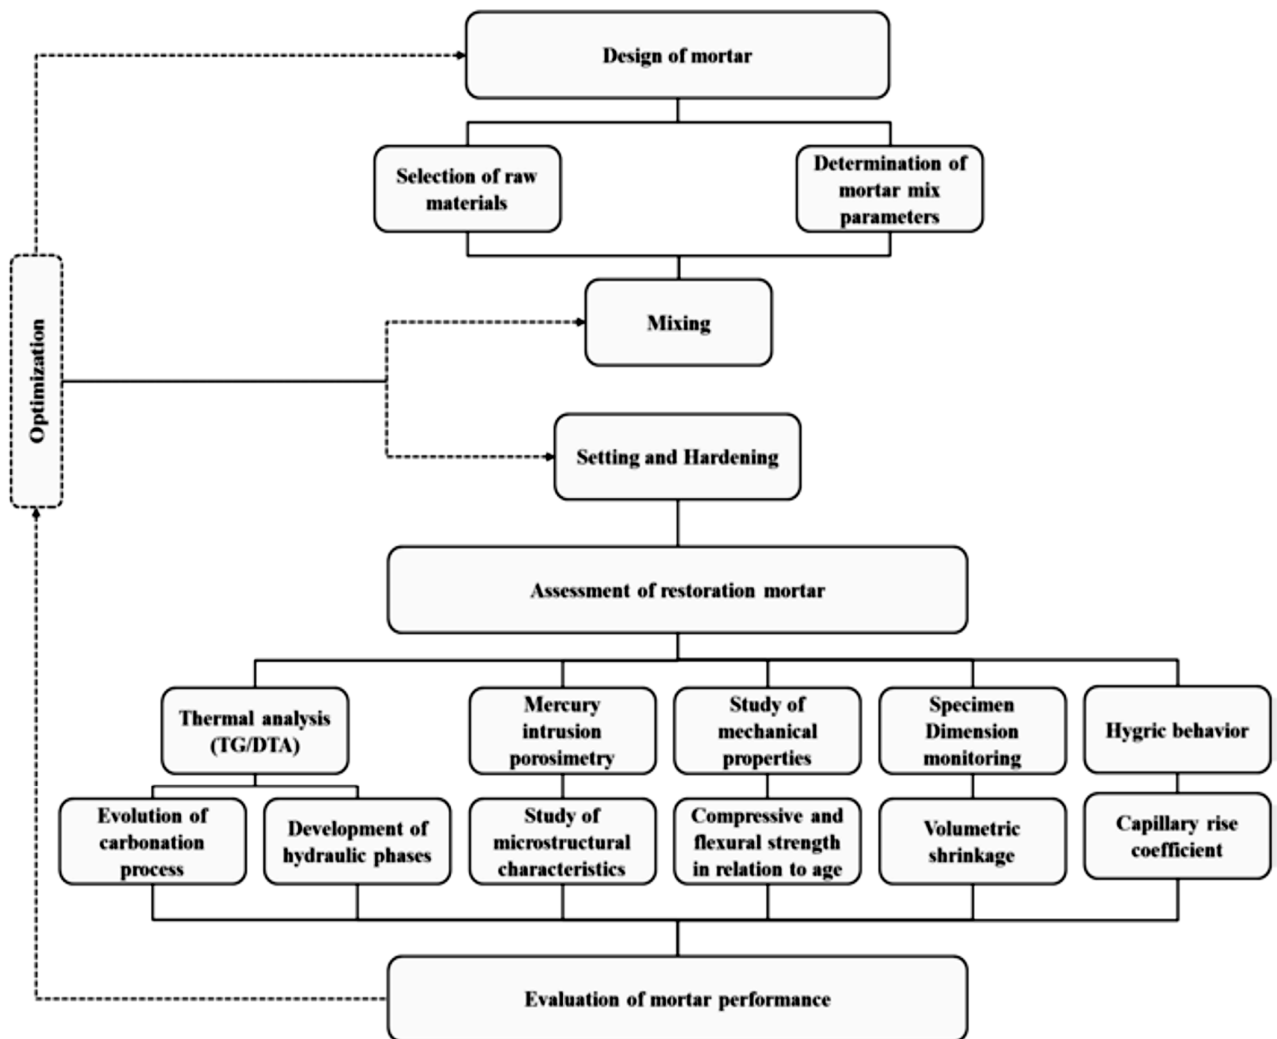 Design of mortar
Selection of raw
materials
Determination of
mortar mix
parameters
Mixing
Optimization
Setting and Hardening
Assessment of restoration mortar
Thermal analysis
(TG/DTA)
Mercury
intrusion
porosimetry
Study of
mechanical
properties
Specimen
Dimension
monitoring
Hygric behavior
Evolution of
carbonation
process
Development of
hydraulic phases
Study of
microstructural
characteristics
Compressive and
flexural strength
in relation to age
Volumetric
shrinkage
Capillary rise
coefficient
Evaluation of mortar performance